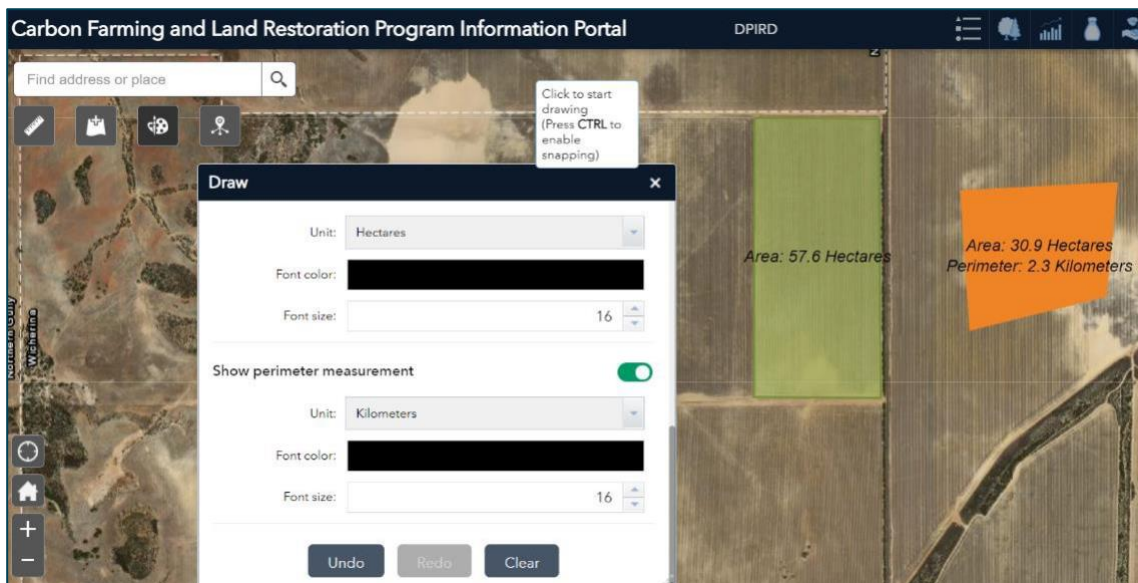 Carbon Farming and Land Restoration Program Information Portal
DPIRD
Find address or place
Click to start
drawing
(Press CTRL to
enable
snapping)
Draw
Unit: Hectares
Font color:
Font size: 16
Show perimeter measurement
Unit: Kilometers
Font color:
Font size: 16
Undo
Redo
Clear
Area: 57.6 Hectares
Area: 30.9 Hectares
Perimeter: 2.3 Kilometers
Northern Gully
Wicherina